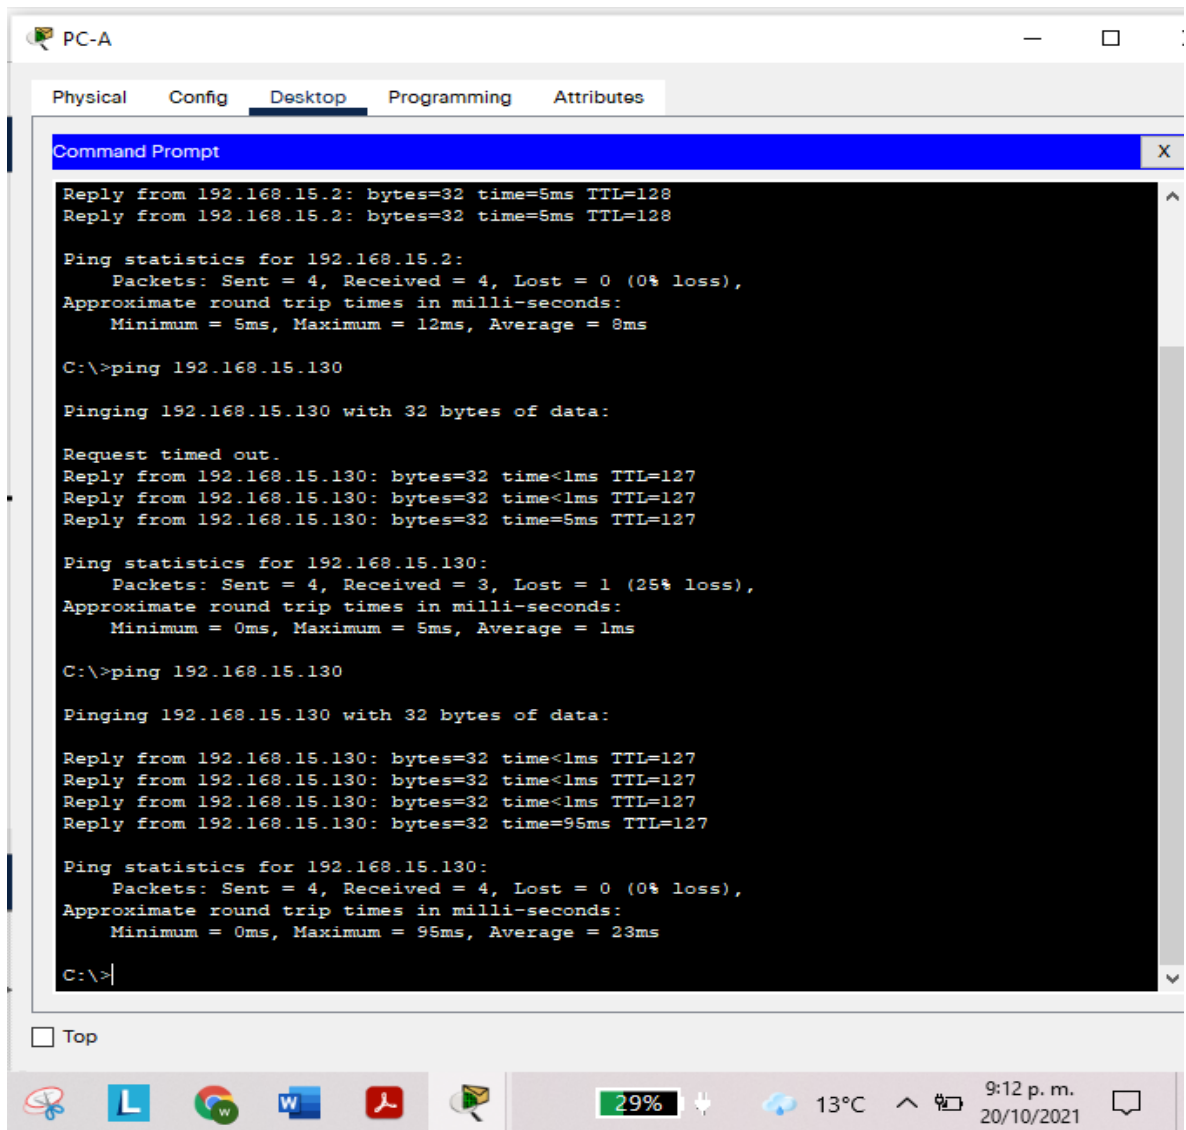 PC-A
Physical Config Desktop Programming Attributes
Command Prompt
X
Reply from 192.168.15.2: bytes=32 time=5ms TTL=128
Reply from 192.168.15.2: bytes=32 time=5ms TTL=128
Ping statistics for 192.168.15.2:
Packets: Sent = 4, Received = 4, Lost = 0 (0% loss),
Approximate round trip times in milli-seconds:
Minimum = 5ms, Maximum = 12ms, Average = 8ms
C:\>ping 192.168.15.130
Pinging 192.168.15.130 with 32 bytes of data:
Request timed out.
Reply from 192.168.15.130: bytes=32 time<1ms TTL=127
Reply from 192.168.15.130: bytes=32 time<1ms TTL=127
Reply from 192.168.15.130: bytes=32 time=5ms TTL=127
Ping statistics for 192.168.15.130:
Packets: Sent = 4, Received = 3, Lost = 1 (25% loss),
Approximate round trip times in milli-seconds:
Minimum = 0ms, Maximum = 5ms, Average = 1ms
C:\>ping 192.168.15.130
Pinging 192.168.15.130 with 32 bytes of data:
Reply from 192.168.15.130: bytes=32 time<1ms TTL=127
Reply from 192.168.15.130: bytes=32 time<1ms TTL=127
Reply from 192.168.15.130: bytes=32 time<1ms TTL=127
Reply from 192.168.15.130: bytes=32 time=95ms TTL=127
Ping statistics for 192.168.15.130:
Packets: Sent = 4, Received = 4, Lost = 0 (0% loss),
Approximate round trip times in milli-seconds:
Minimum = 0ms, Maximum = 95ms, Average = 23ms
C:\>
Top
L
w
W
29%
13°C
9:12 p. m.
20/10/2021